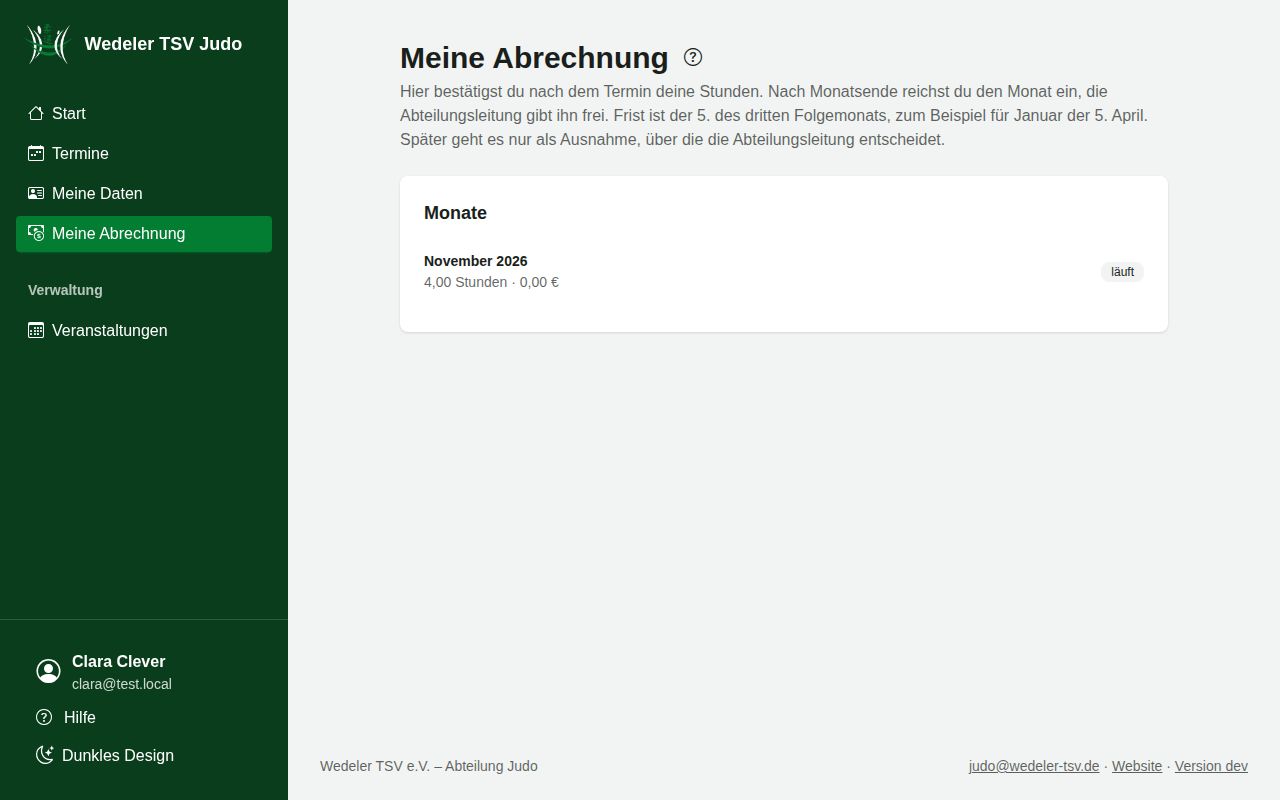 Wedeler TSV Judo
Start
Termine
Meine Daten
Meine Abrechnung
Verwaltung
Veranstaltungen
Clara Clever
clara@test.local
Hilfe
Dunkles Design
Meine Abrechnung
Hier bestätigst du nach dem Termin deine Stunden. Nach Monatsende reichst du den Monat ein, die
Abteilungsleitung gibt ihn frei. Frist ist der 5. des dritten Folgemonats, zum Beispiel für Januar der 5. April.
Später geht es nur als Ausnahme, über die die Abteilungsleitung entscheidet.
Monate
November 2026
4,00 Stunden · 0,00 €
läuft
Wedeler TSV e.V. – Abteilung Judo
judo@wedeler-tsv.de · Website · Version dev